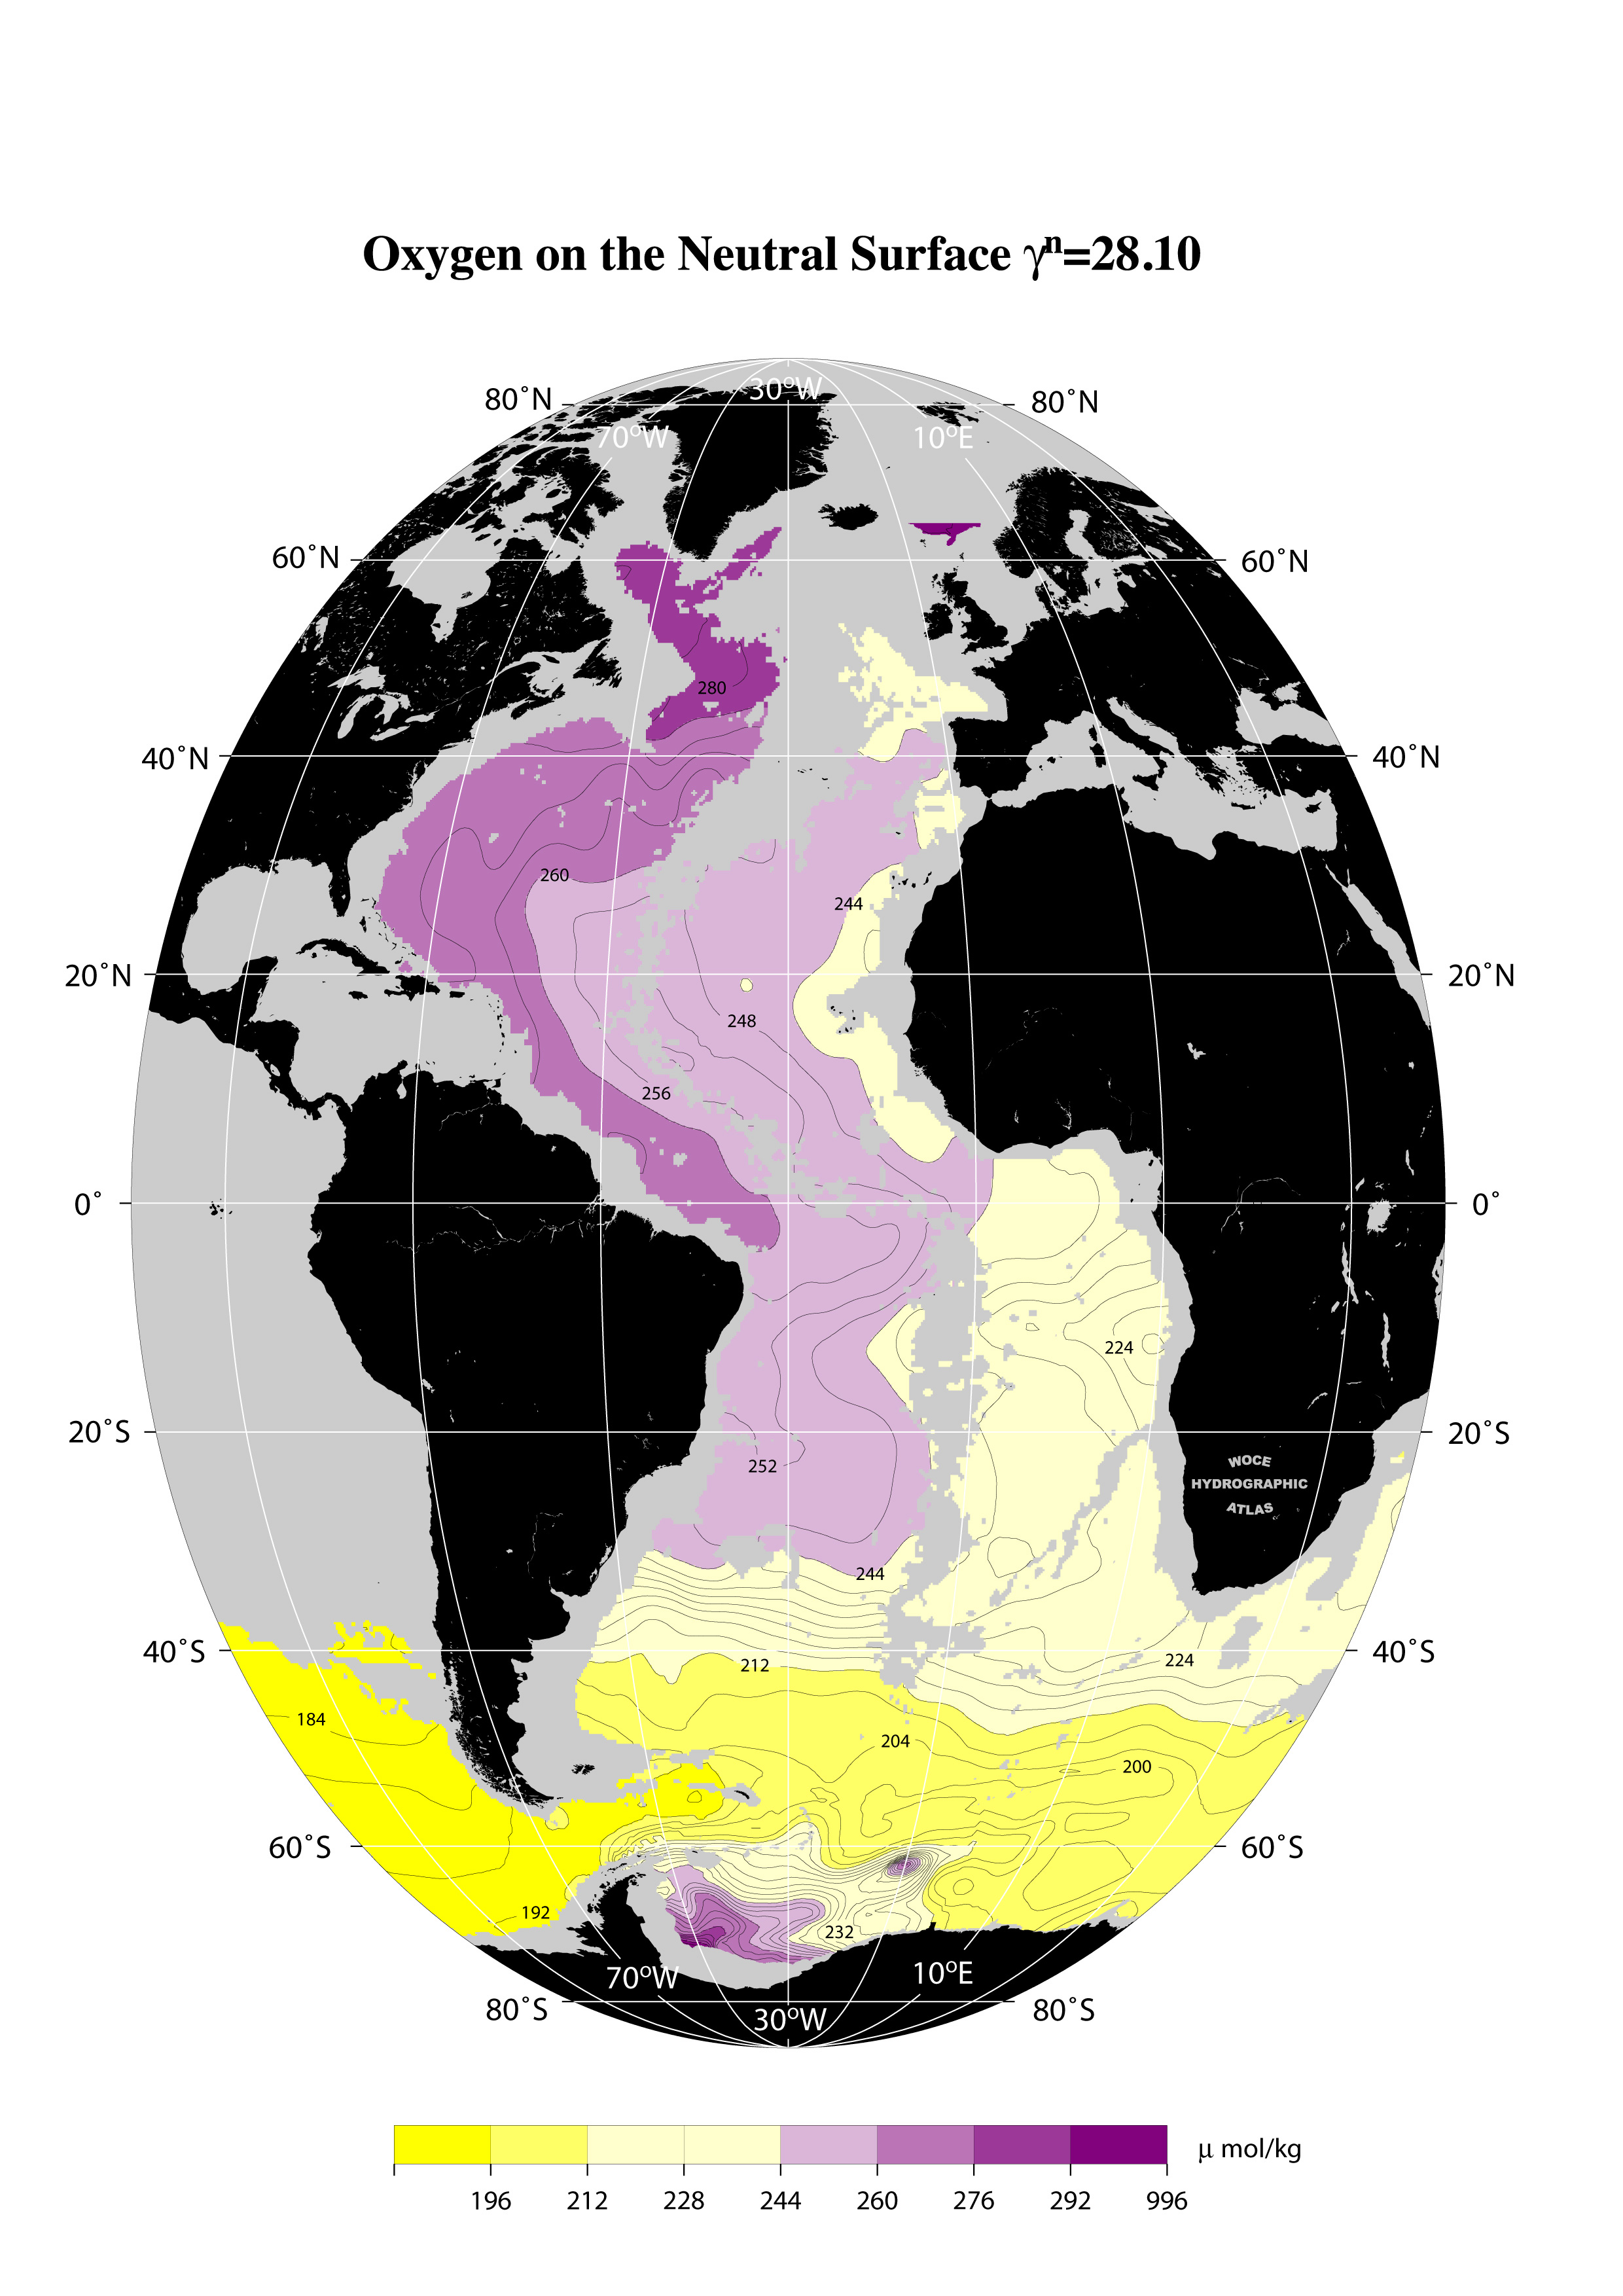 Oxygen on the Neutral Surface γⁿ=28.10
30°W
80˚N
80˚N
70°W
10°E
60˚N
60˚N
280
40˚N
40˚N
260
244
20˚N
20˚N
248
256
0˚
0˚
224
20˚S
20˚S
WOCE
252
HYDROGRAPHIC
ATLAS
244
40˚S
40˚S
212
224
184
204
200
60˚S
60˚S
192
232
70°W
10°E
80˚S
80˚S
30°W
μ mol/kg
196 212 228 244 260 276 292 996